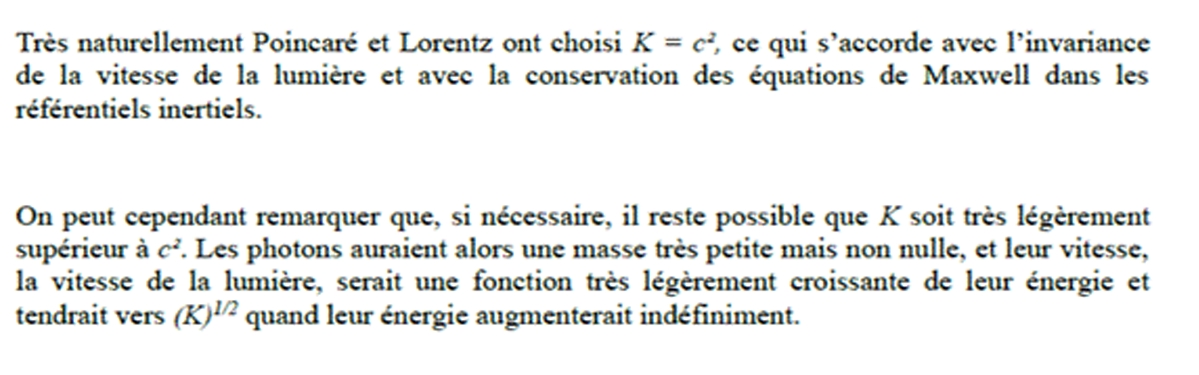 Très naturellement Poincaré et Lorentz ont choisi K = c², ce qui s’accorde avec l’invariance
de la vitesse de la lumière et avec la conservation des équations de Maxwell dans les
référentiels inertiels.
On peut cependant remarquer que, si nécessaire, il reste possible que K soit très légèrement
supérieur à c². Les photons auraient alors une masse très petite mais non nulle, et leur vitesse,
la vitesse de la lumière, serait une fonction très légèrement croissante de leur énergie et
tendrait vers (K)^1/2 quand leur énergie augmenterait indéfiniment.